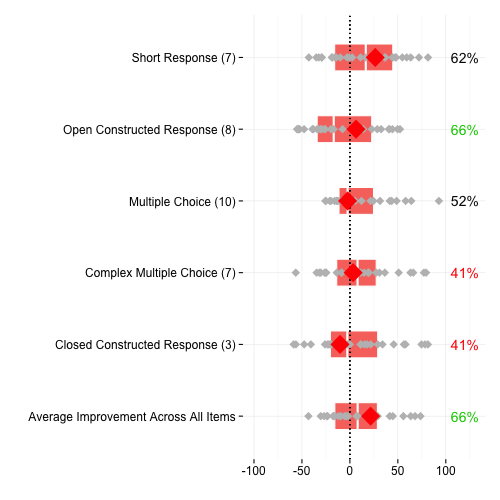 Short Response (7) 62%
Open Constructed Response (8) 66%
Multiple Choice (10) 52%
Complex Multiple Choice (7) 41%
Closed Constructed Response (3) 41%
Average Improvement Across All Items 66%
-100 -50 0 50 100